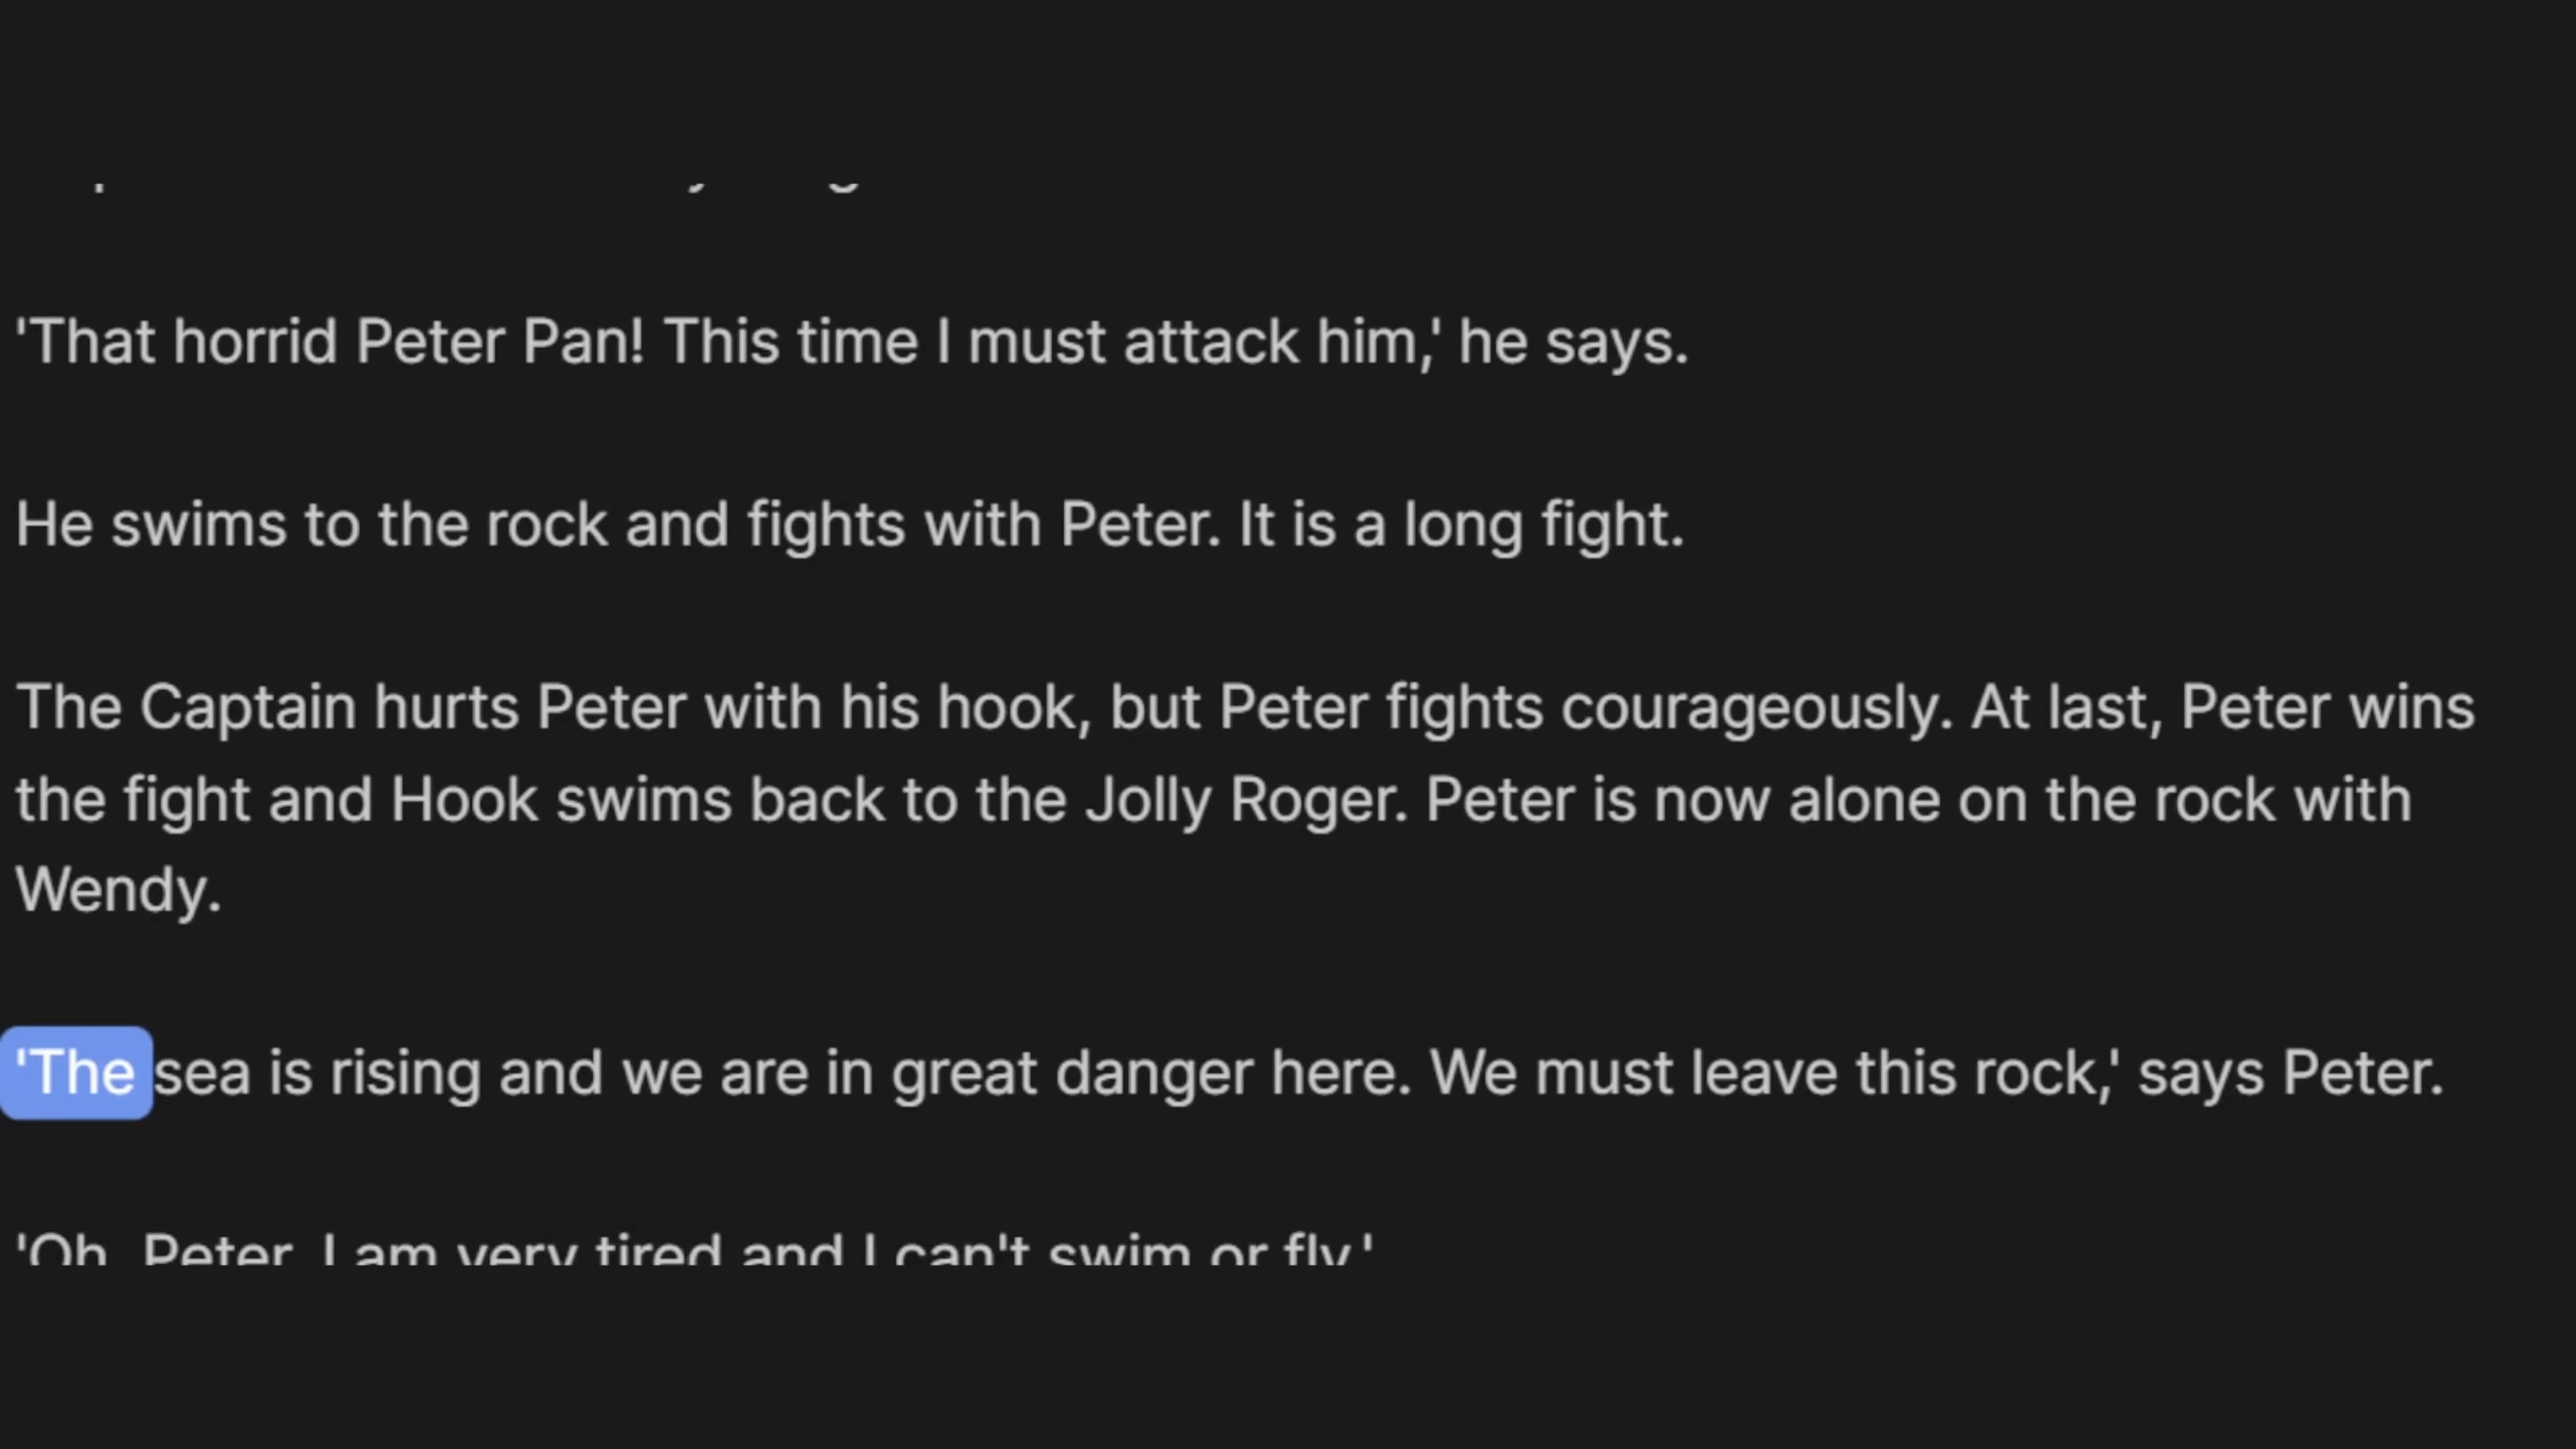 'That horrid Peter Pan! This time I must attack him,' he says.
He swims to the rock and fights with Peter. It is a long fight.
The Captain hurts Peter with his hook, but Peter fights courageously. At last, Peter wins
the fight and Hook swims back to the Jolly Roger. Peter is now alone on the rock with
Wendy.
'The sea is rising and we are in great danger here. We must leave this rock,' says Peter.
'Oh, Peter, I am very tired and I can't swim or fly.'